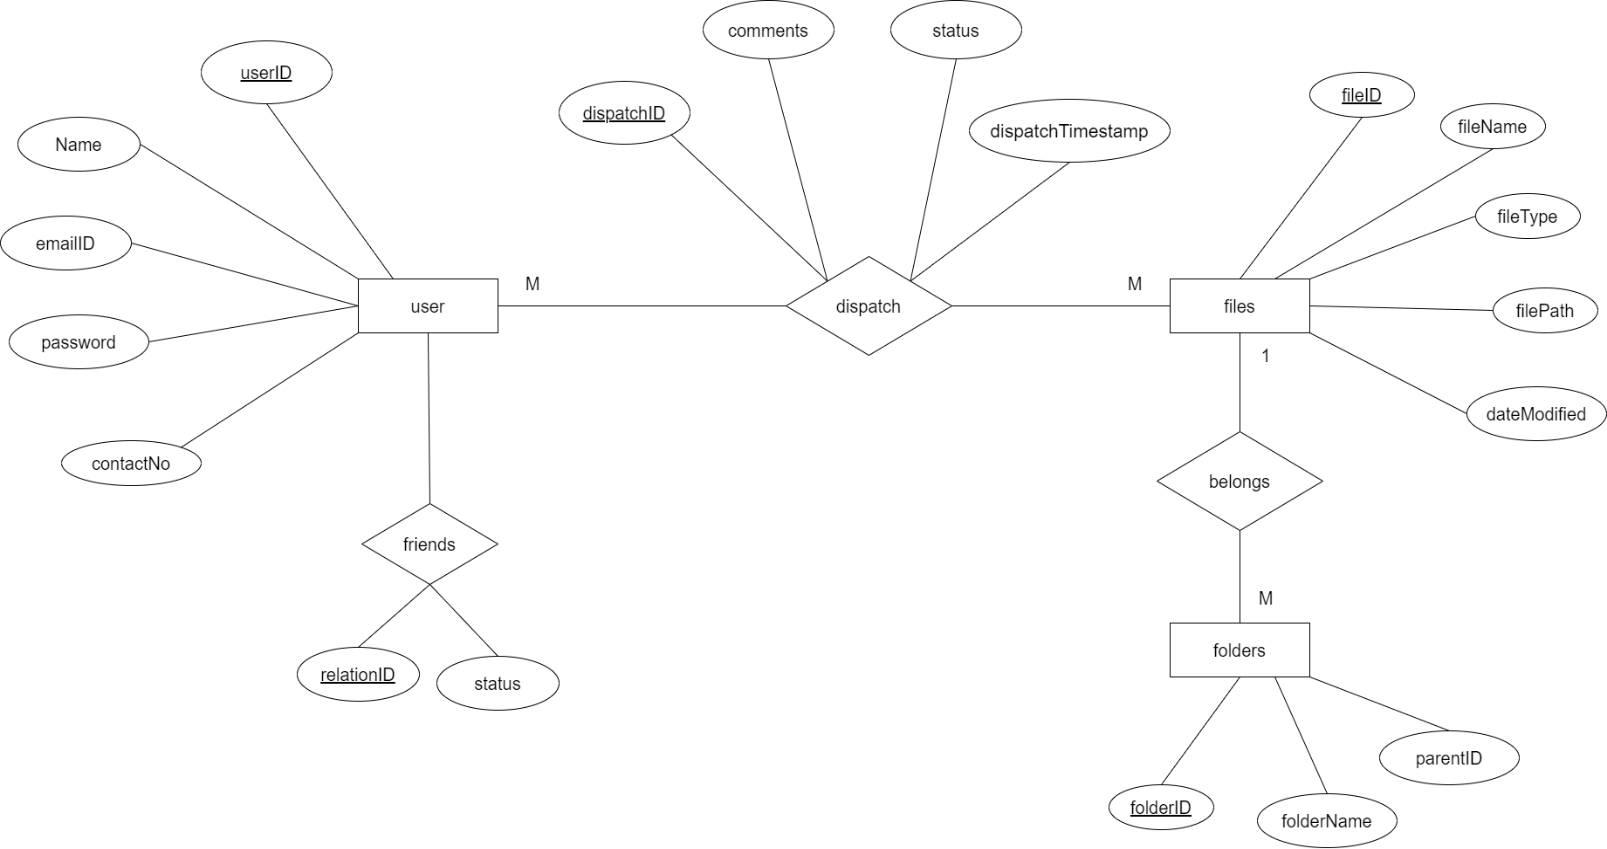 comments
status
userID
fileID
dispatchID
fileName
dispatchTimestamp
Name
fileType
emailID
M
M
user
dispatch
files
filePath
password
1
dateModified
contactNo
belongs
friends
M
folders
relationID
status
parentID
folderID
folderName